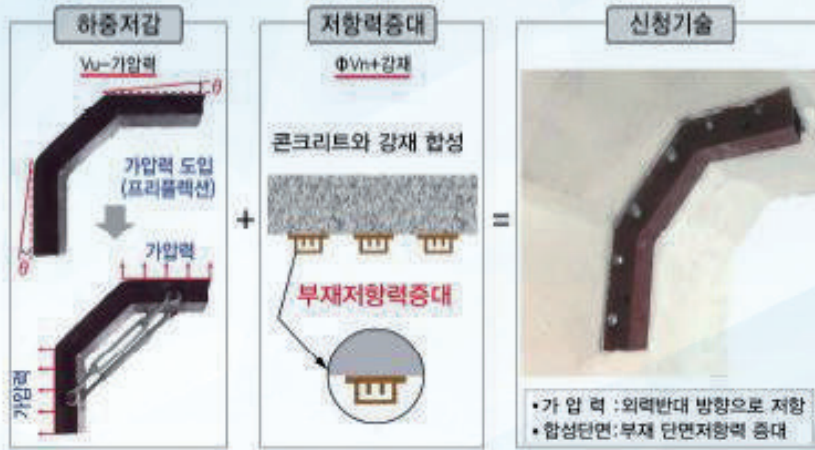 하중저감
Vu-가압력
θ
가압력 도입
(프리플렉션)
θ
가압력
가압력
+
저항력증대
ΦVn+강재
콘크리트와 강재 합성
부재저항력증대
=
신청기술
•가 압 력 :외력반대 방향으로 저항
•합성단면:부재 단면저항력 증대